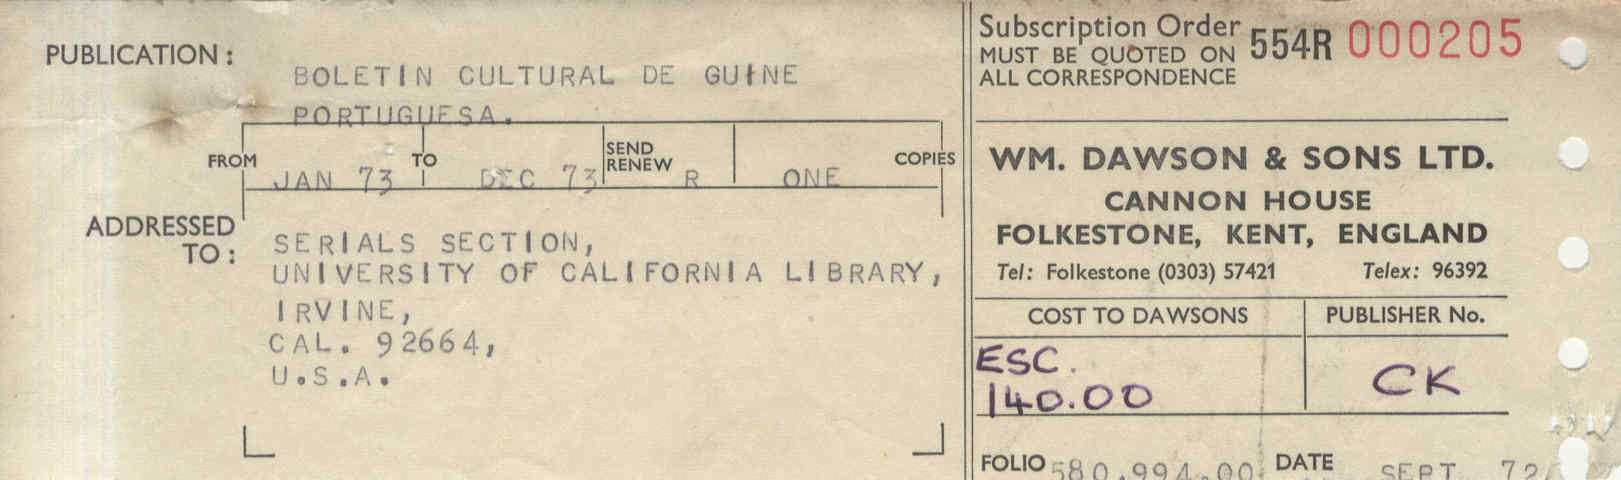 PUBLICATION:
BOLETIN CULTURAL DE GUINE
PORTUGUESA.
FROM JAN 73 TO DEC 73 SEND RENEW R ONE COPIES
ADDRESSED TO:
SERIALS SECTION,
UNIVERSITY OF CALIFORNIA LIBRARY,
IRVINE,
CAL. 92664,
U.S.A.
Subscription Order
MUST BE QUOTED ON
ALL CORRESPONDENCE
554R 000205
WM. DAWSON & SONS LTD.
CANNON HOUSE
FOLKESTONE, KENT, ENGLAND
Tel: Folkestone (0303) 57421 Telex: 96392
COST TO DAWSONS PUBLISHER No.
ESC.
140.00
CK
FOLIO 580.994.00 DATE SEPT 72